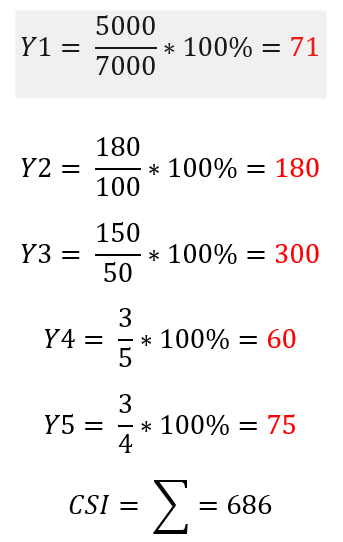 Y1 = 5000/7000 * 100% = 71
Y2 = 180/100 * 100% = 180
Y3 = 150/50 * 100% = 300
Y4 = 3/5 * 100% = 60
Y5 = 3/4 * 100% = 75
CSI = ∑ = 686